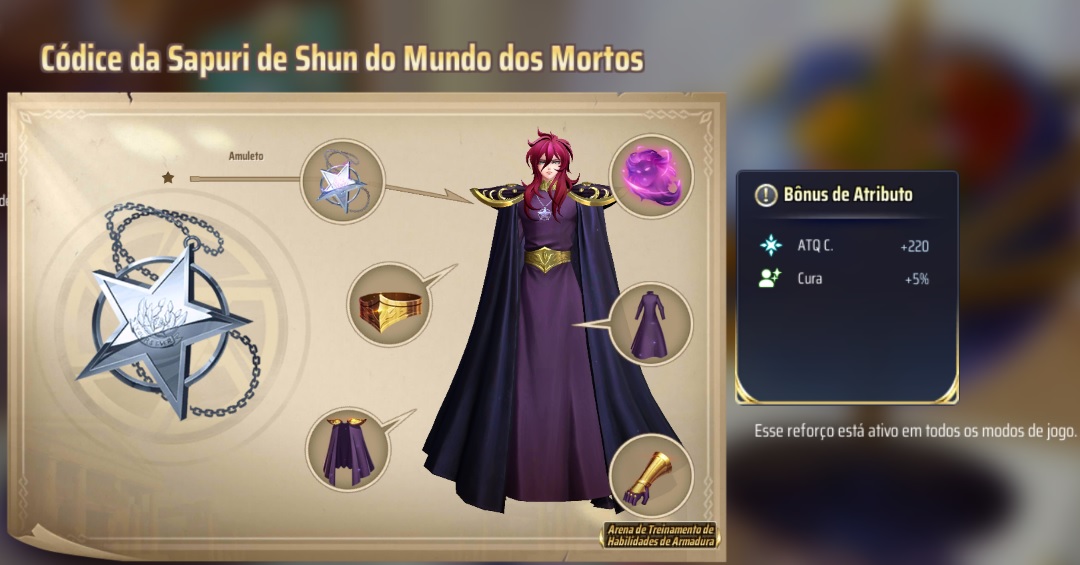 Códice da Sapuri de Shun do Mundo dos Mortos
Amuleto
Bônus de Atributo
ATQ C. +220
Cura +5%
Esse reforço está ativo em todos os modos de jogo.
Arena de Treinamento de
Habilidades de Armadura